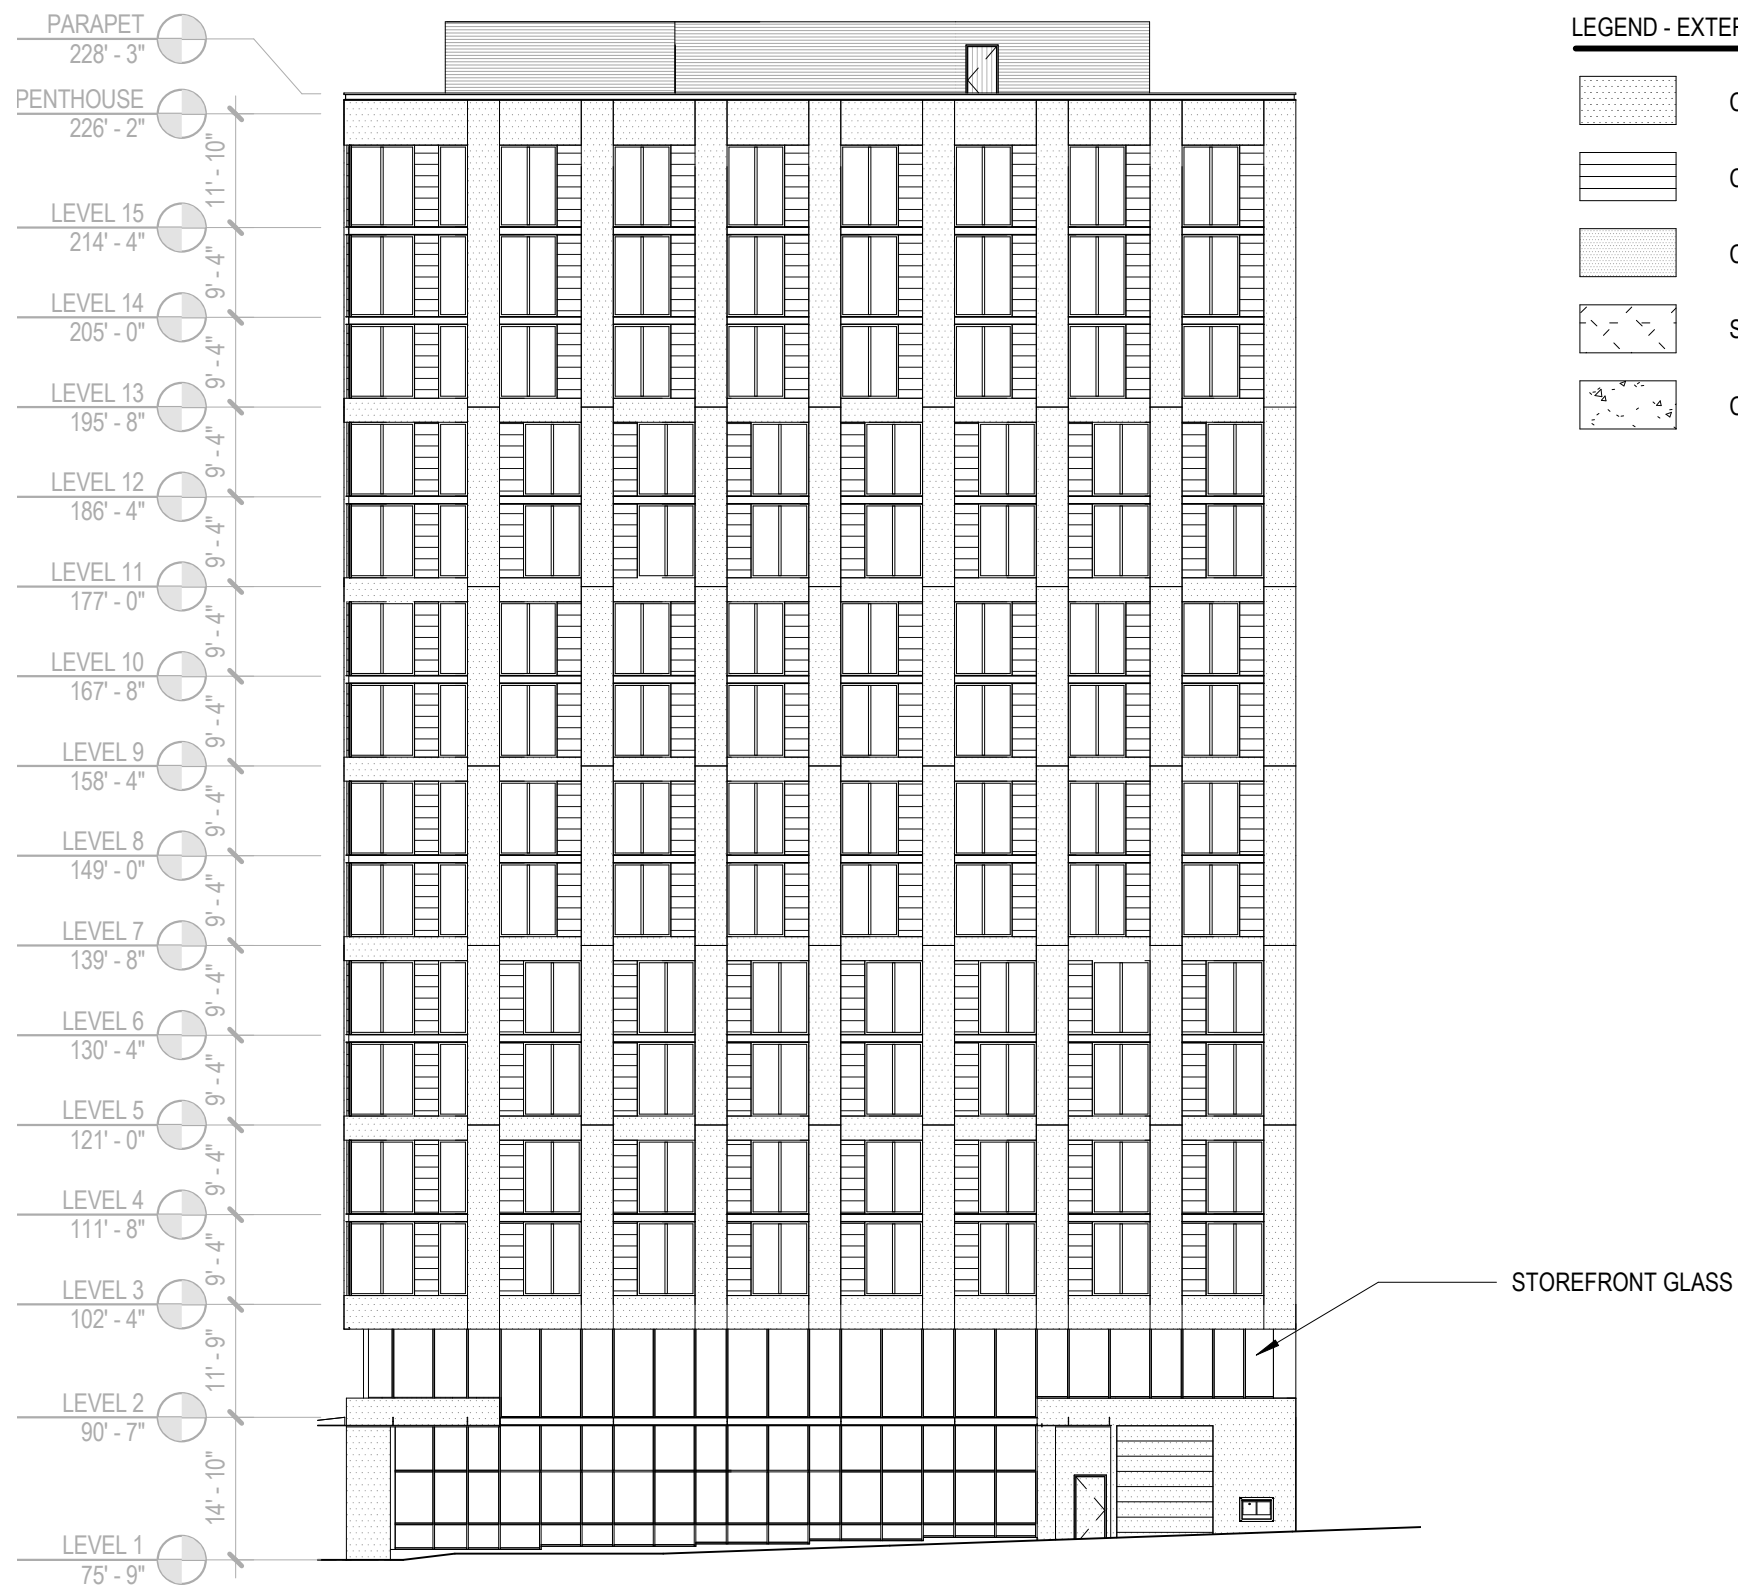 PARAPET
228' - 3"
PENTHOUSE
226' - 2"
11' - 10"
LEVEL 15
214' - 4"
9' - 4"
LEVEL 14
205' - 0"
9' - 4"
LEVEL 13
195' - 8"
9' - 4"
LEVEL 12
186' - 4"
9' - 4"
LEVEL 11
177' - 0"
9' - 4"
LEVEL 10
167' - 8"
9' - 4"
LEVEL 9
158' - 4"
9' - 4"
LEVEL 8
149' - 0"
9' - 4"
LEVEL 7
139' - 8"
9' - 4"
LEVEL 6
130' - 4"
9' - 4"
LEVEL 5
121' - 0"
9' - 4"
LEVEL 4
111' - 8"
9' - 4"
LEVEL 3
102' - 4"
11' - 9"
LEVEL 2
90' - 7"
14' - 10"
LEVEL 1
75' - 9"
LEGEND -
STOREFRONT GLASS